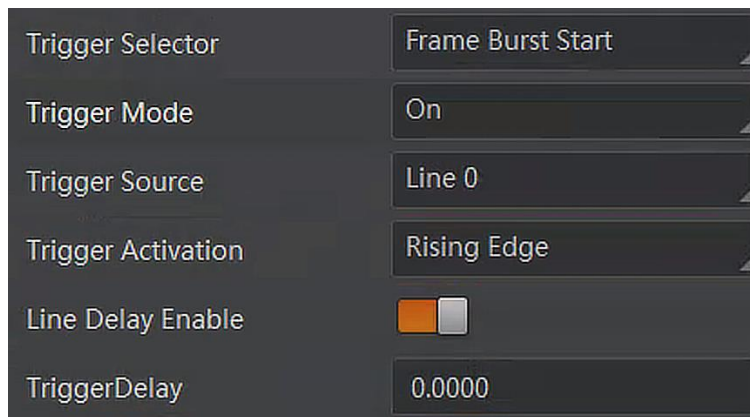 Trigger Selector Frame Burst Start
Trigger Mode On
Trigger Source Line 0
Trigger Activation Rising Edge
Line Delay Enable
TriggerDelay 0.0000